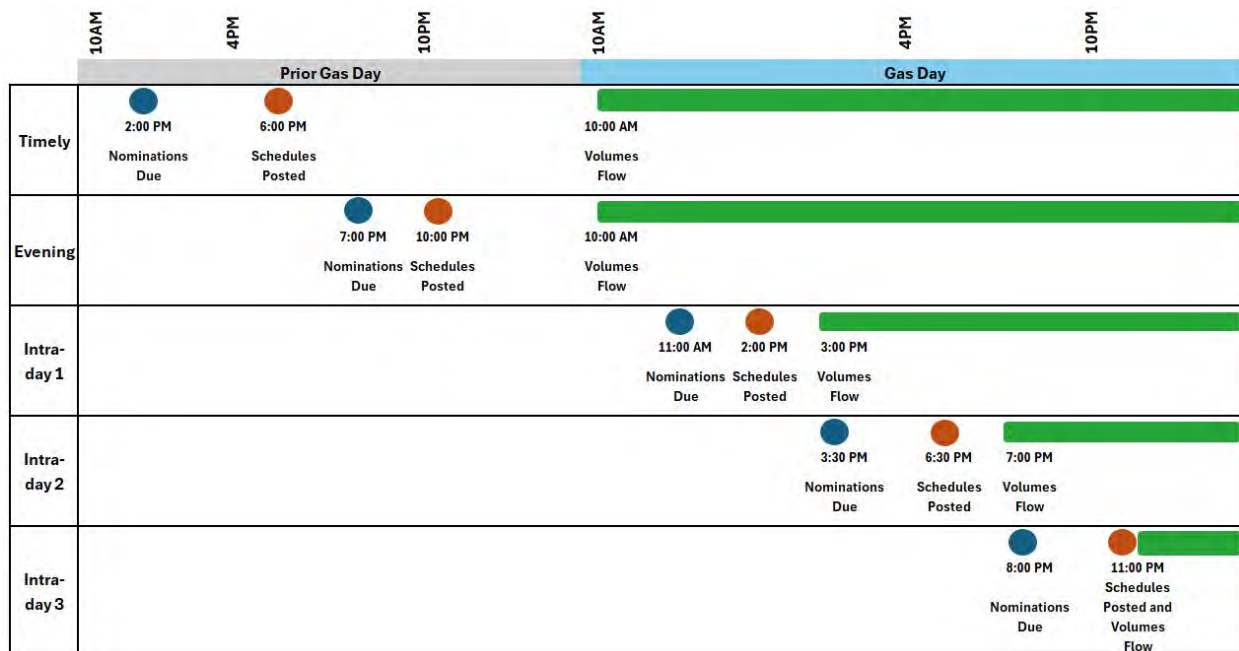 10AM
4PM
10PM
10AM
4PM
10PM
Prior Gas Day
Gas Day
Timely
2:00 PM
Nominations
Due
6:00 PM
Schedules
Posted
10:00 AM
Volumes
Flow
Evening
7:00 PM
Nominations
Due
10:00 PM
Schedules
Posted
10:00 AM
Volumes
Flow
Intra-
day 1
11:00 AM
Nominations
Due
2:00 PM
Schedules
Posted
3:00 PM
Volumes
Flow
Intra-
day 2
3:30 PM
Nominations
Due
6:30 PM
Schedules
Posted
7:00 PM
Volumes
Flow
Intra-
day 3
8:00 PM
Nominations
Due
11:00 PM
Schedules
Posted and
Volumes
Flow